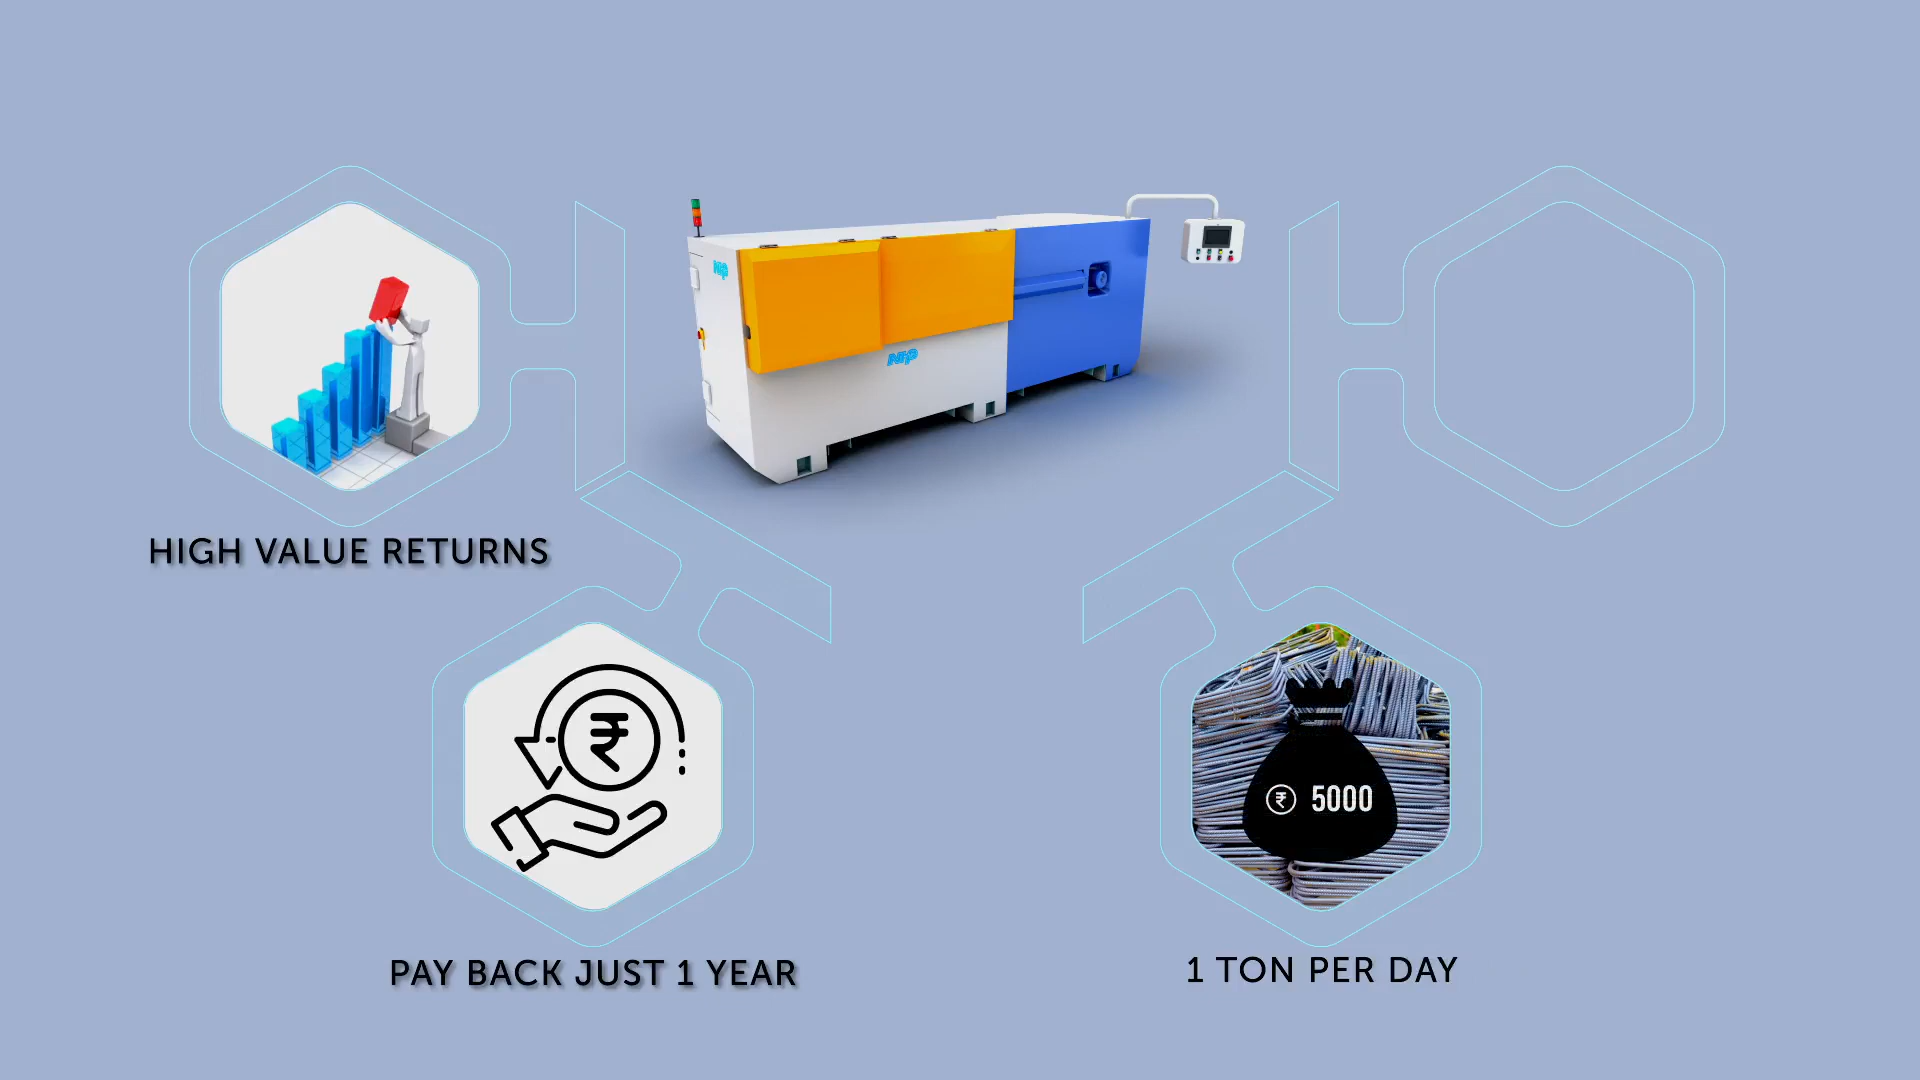 HIGH VALUE RETURNS
₹
PAY BACK JUST 1 YEAR
₹ 5000
1 TON PER DAY